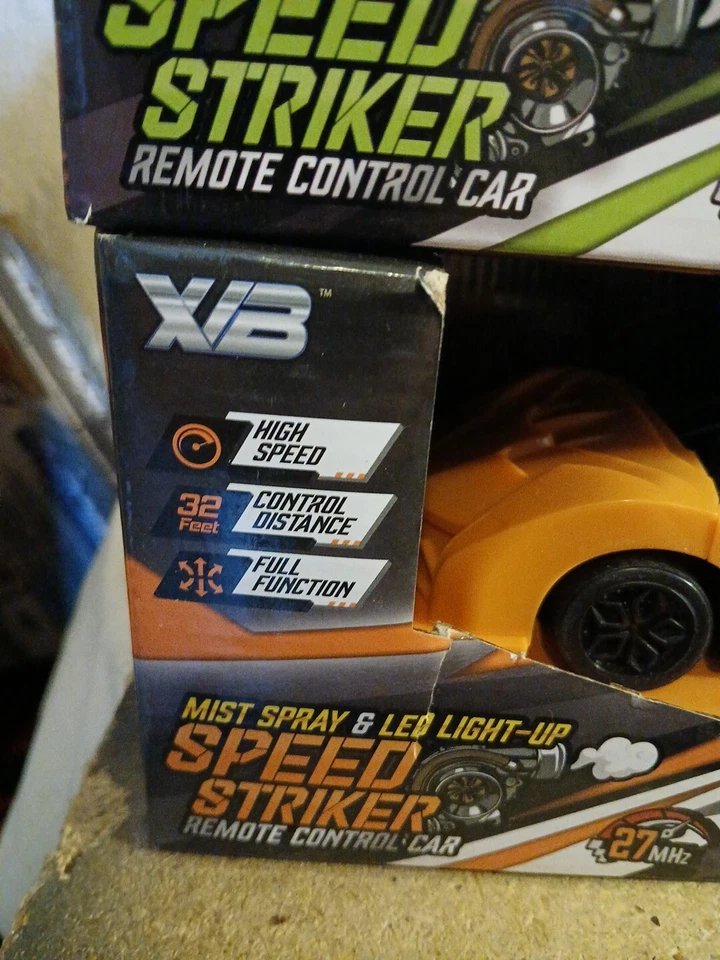 SPEED
STRIKER
REMOTE CONTROL CAR
XVB™
HIGH
SPEED
32
Feet
CONTROL
DISTANCE
FULL
FUNCTION
MIST SPRAY & LED LIGHT-UP
SPEED
STRIKER
REMOTE CONTROL CAR
27MHz